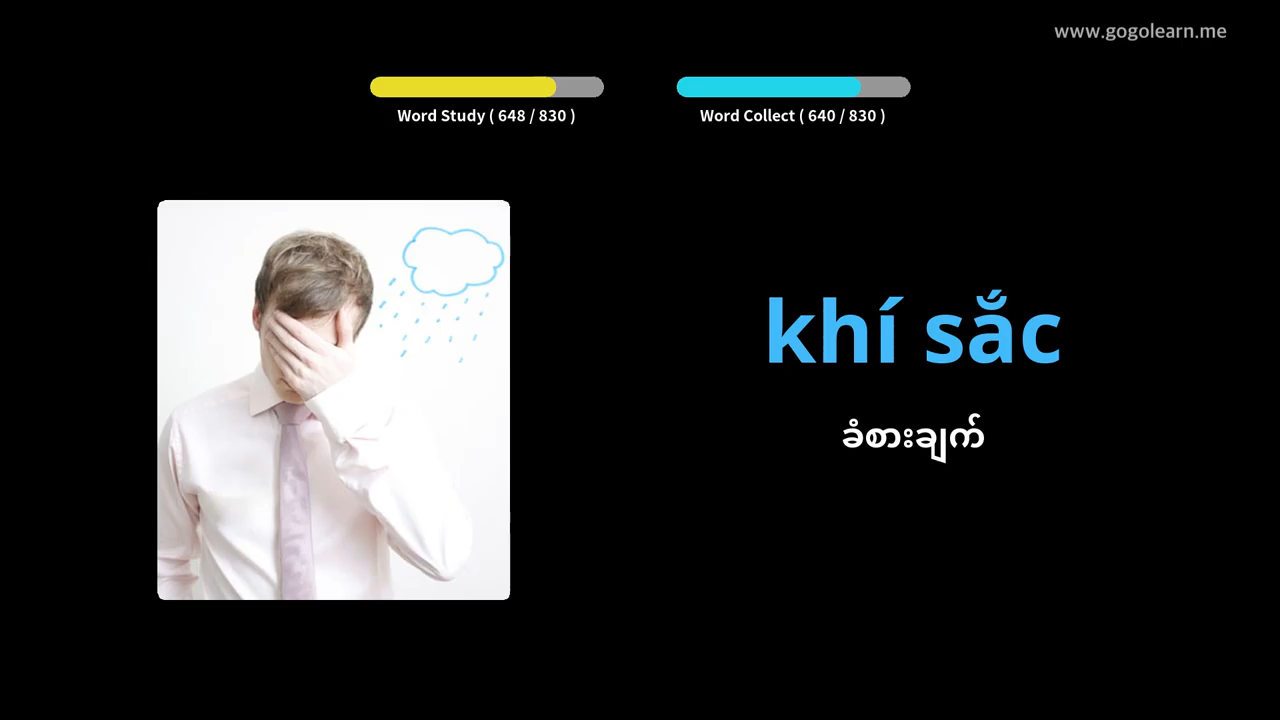 www.gogolearn.me
Word Study ( 648 / 830 )
Word Collect ( 640 / 830 )
khí sắc
ခံစားချက်